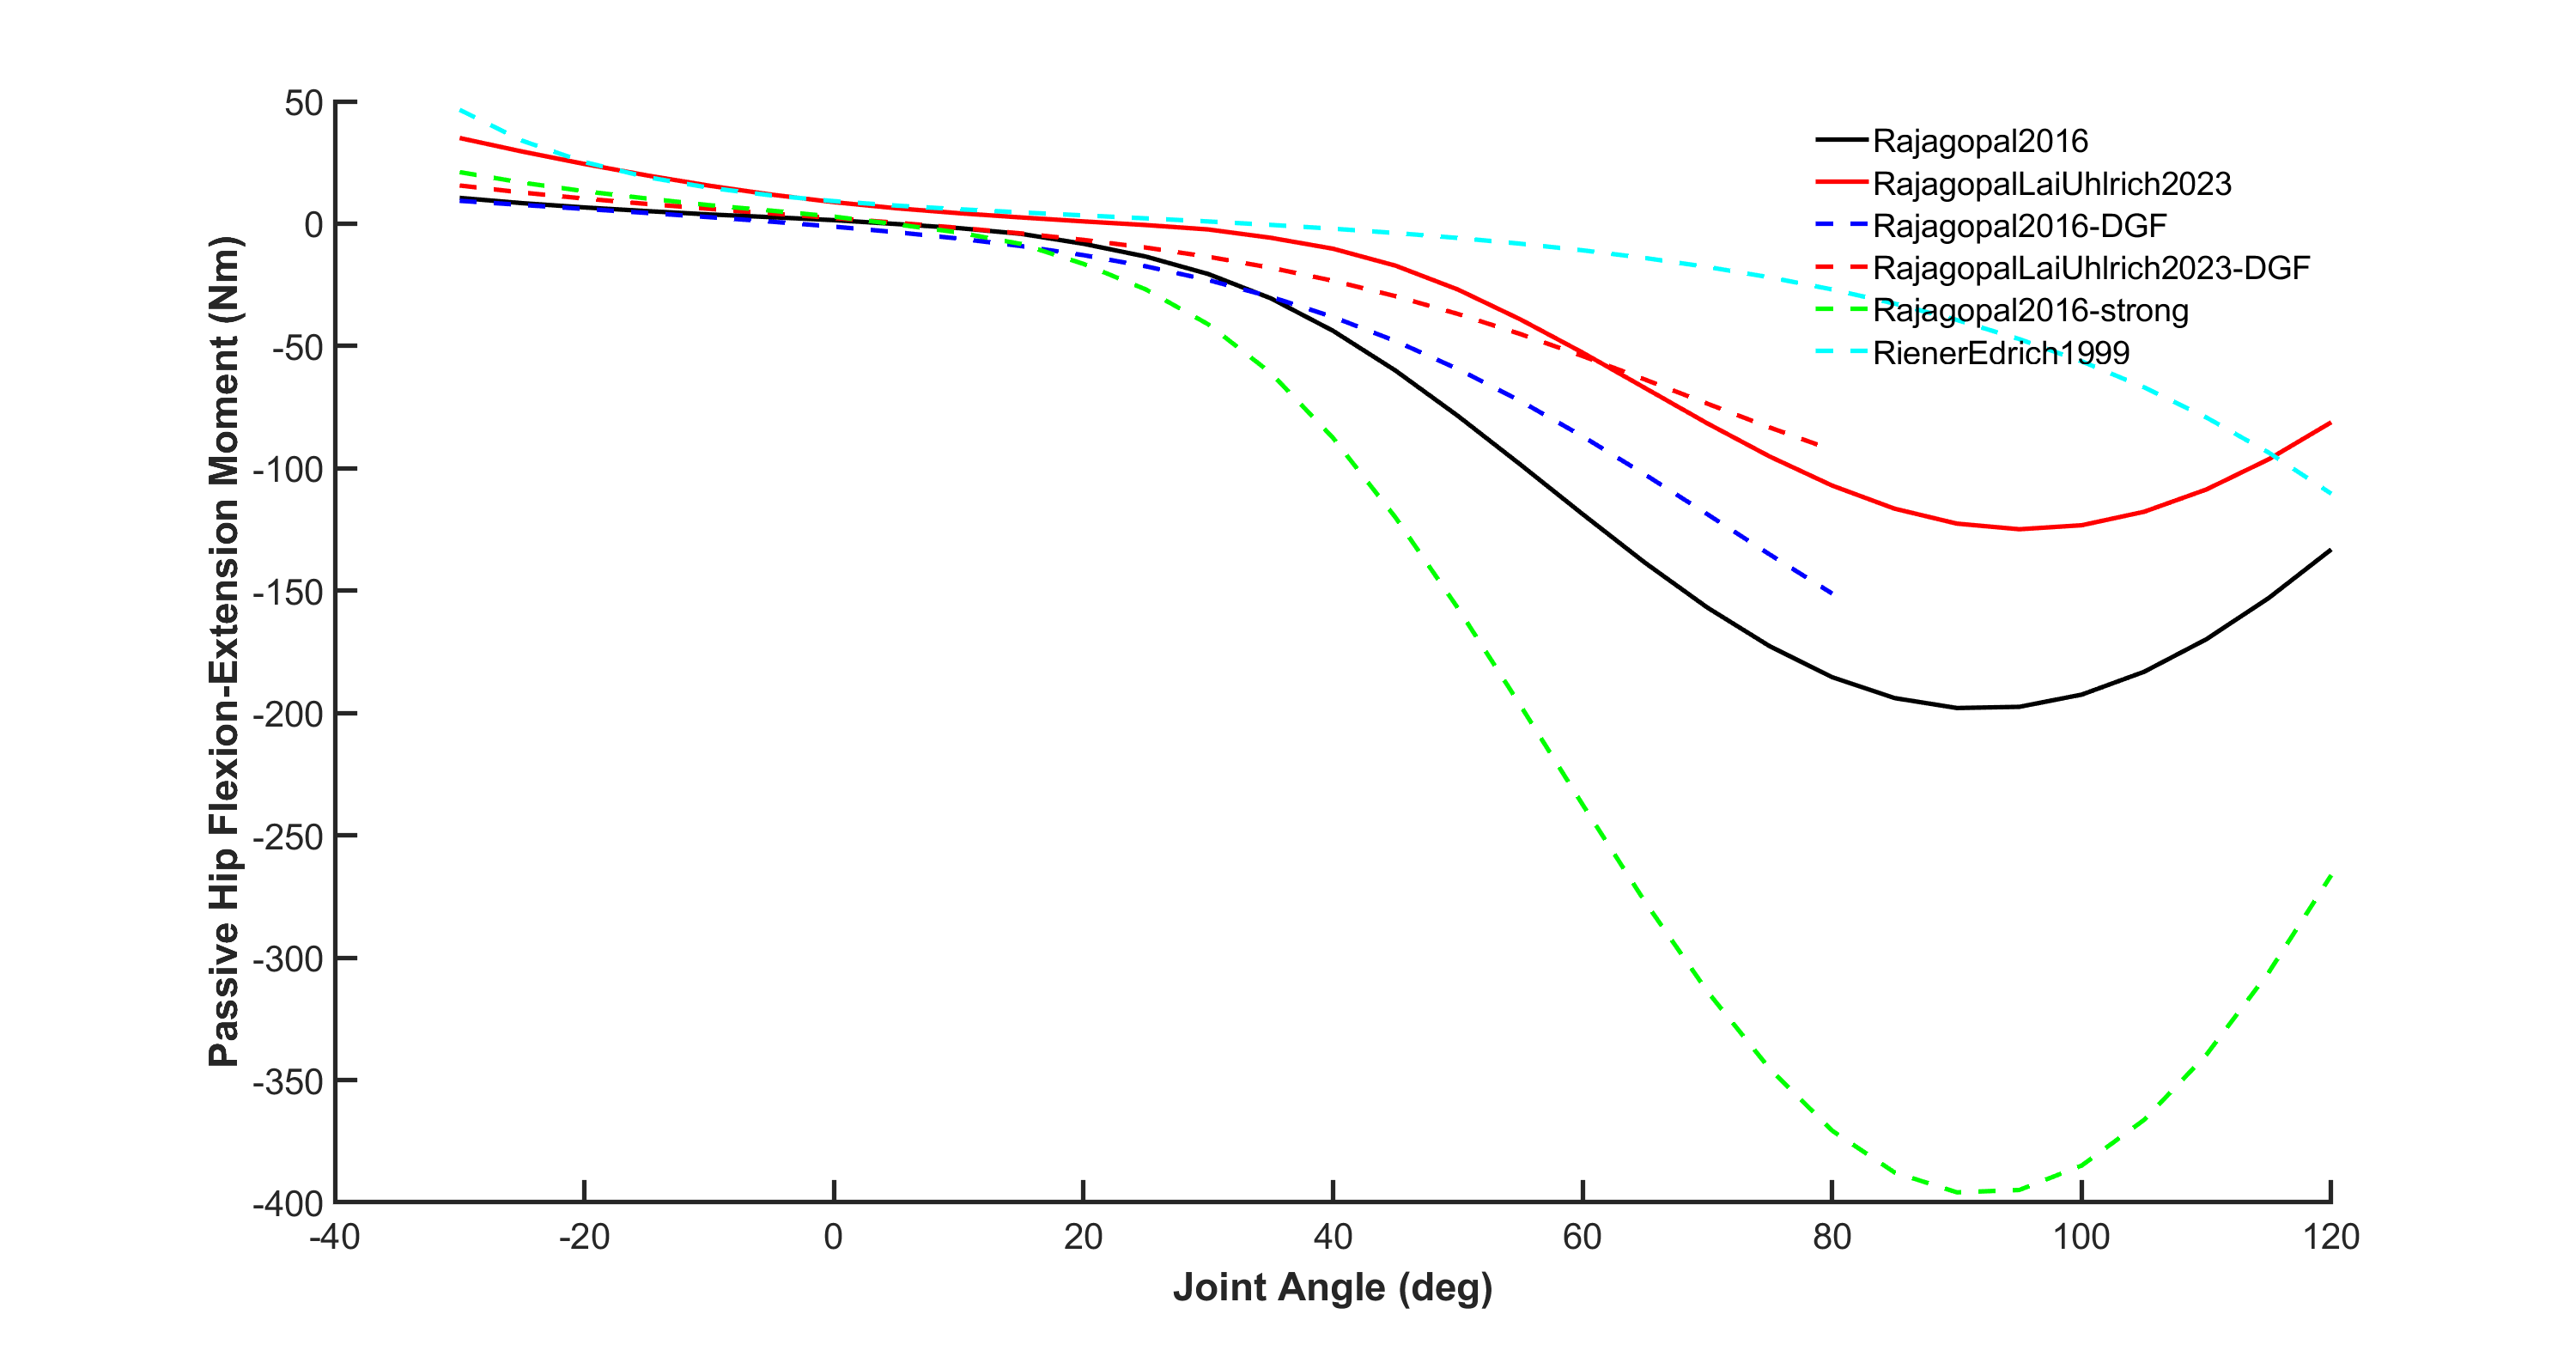 Passive Hip Flexion-Extension Moment (Nm)
50
0
-50
-100
-150
-200
-250
-300
-350
-400
Rajagopal2016
RajagopalLaiUhlrich2023
Rajagopal2016-DGF
RajagopalLaiUhlrich2023-DGF
Rajagopal2016-strong
RienerEdrich1999
-40 -20 0 20 40 60 80 100 120
Joint Angle (deg)